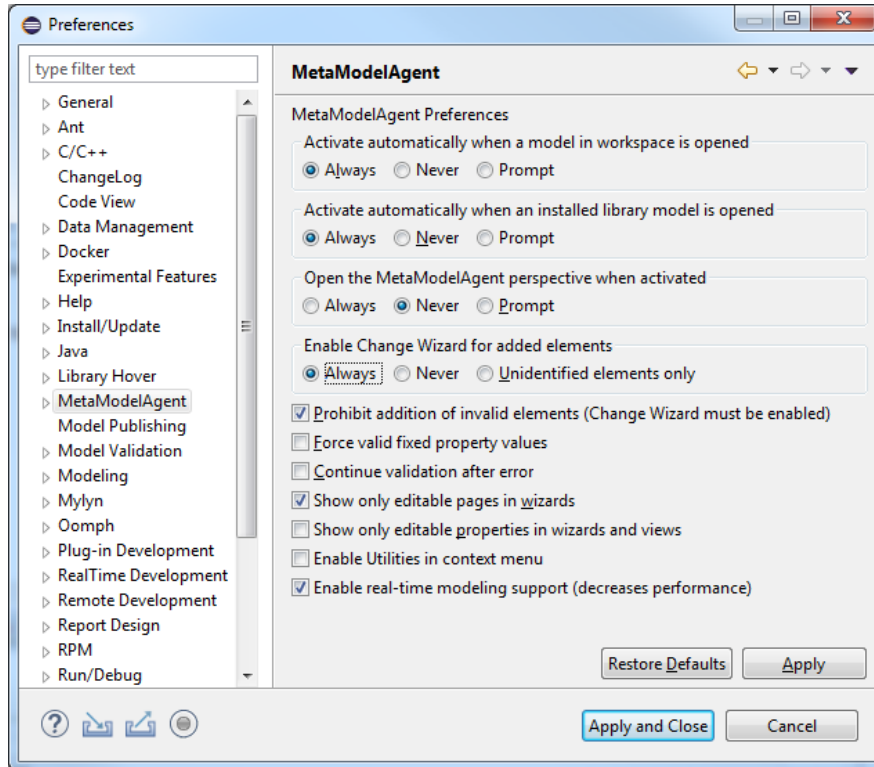 Preferences
type filter text
General
Ant
C/C++
ChangeLog
Code View
Data Management
Docker
Experimental Features
Help
Install/Update
Java
Library Hover
MetaModelAgent
Model Publishing
Model Validation
Modeling
Mylyn
Oomph
Plug-in Development
RealTime Development
Remote Development
Report Design
RPM
Run/Debug
MetaModelAgent
MetaModelAgent Preferences
Activate automatically when a model in workspace is opened
Always Never Prompt
Activate automatically when an installed library model is opened
Always Never Prompt
Open the MetaModelAgent perspective when activated
Always Never Prompt
Enable Change Wizard for added elements
Always Never Unidentified elements only
Prohibit addition of invalid elements (Change Wizard must be enabled)
Force valid fixed property values
Continue validation after error
Show only editable pages in wizards
Show only editable properties in wizards and views
Enable Utilities in context menu
Enable real-time modeling support (decreases performance)
Restore Defaults Apply
Apply and Close Cancel